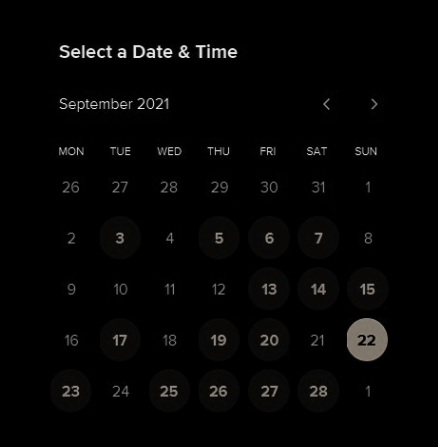 Select a Date & Time
September 2021
MON TUE WED THU FRI SAT SUN
26 27 28 29 30 31 1
2 3 4 5 6 7 8
9 10 11 12 13 14 15
16 17 18 19 20 21 22
23 24 25 26 27 28 1